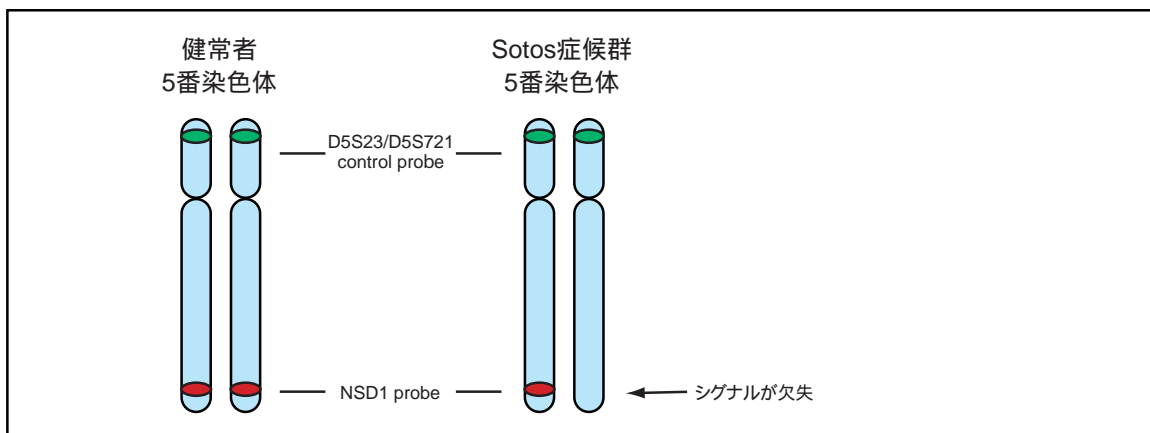 健常者
5番染色体
Sotos症候群
5番染色体
D5S23/D5S721
control probe
NSD1 probe
シグナルが欠失